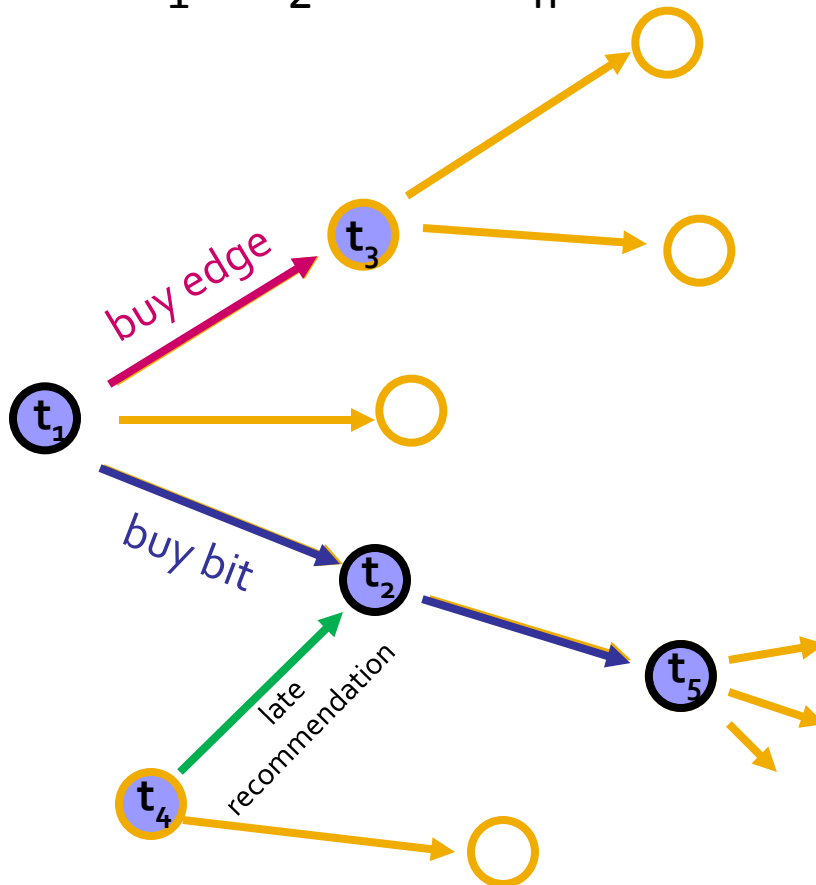 t₃
buy edge
t₁
buy bit
t₂
late
recommendation
t₅
t₄